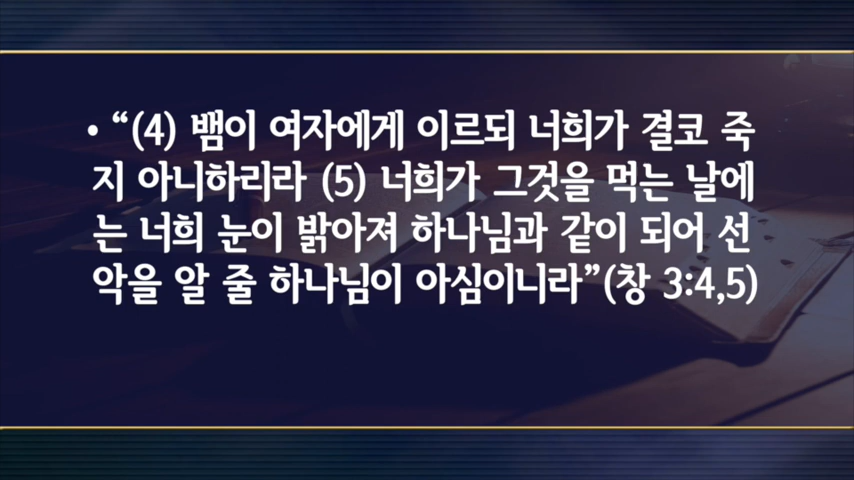 • “(4) 뱀이 여자에게 이르되 너희가 결코 죽
지 아니하리라 (5) 너희가 그것을 먹는 날에
는 너희 눈이 밝아져 하나님과 같이 되어 선
악을 알 줄 하나님이 아심이니라”(창 3:4,5)